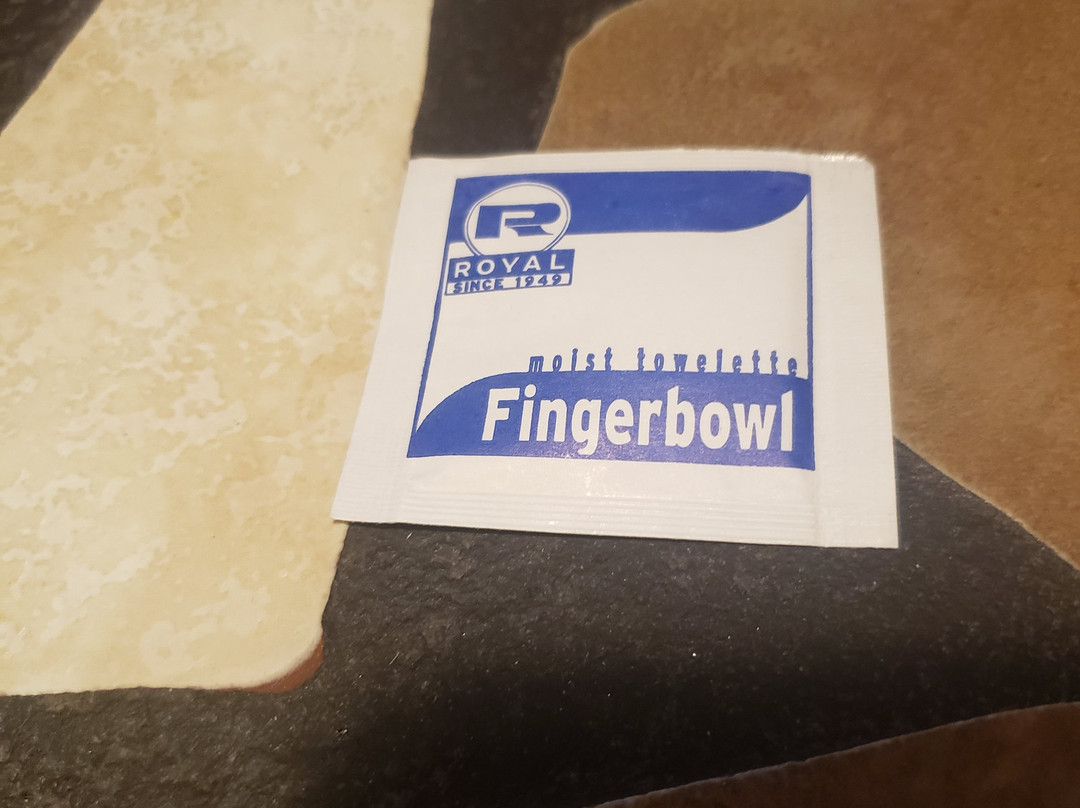 R
ROYAL
SINCE 1949
moist towelette
Fingerbowl